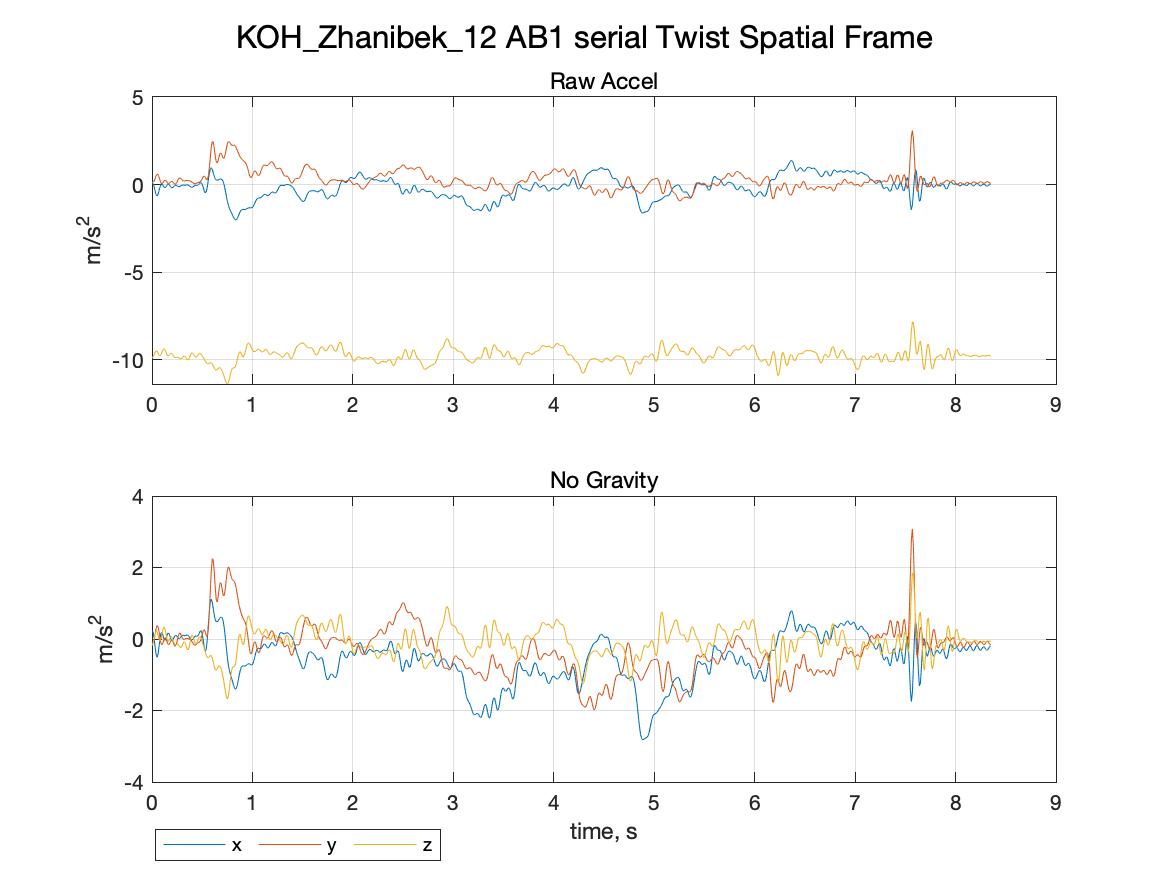 KOH_Zhanibek_12 AB1 serial Twist Spatial Frame
Raw Accel
5
0
-5
-10
m/s²
0 1 2 3 4 5 6 7 8 9
No Gravity
4
2
0
-2
-4
m/s²
0 1 2 3 4 5 6 7 8 9
time, s
x y z